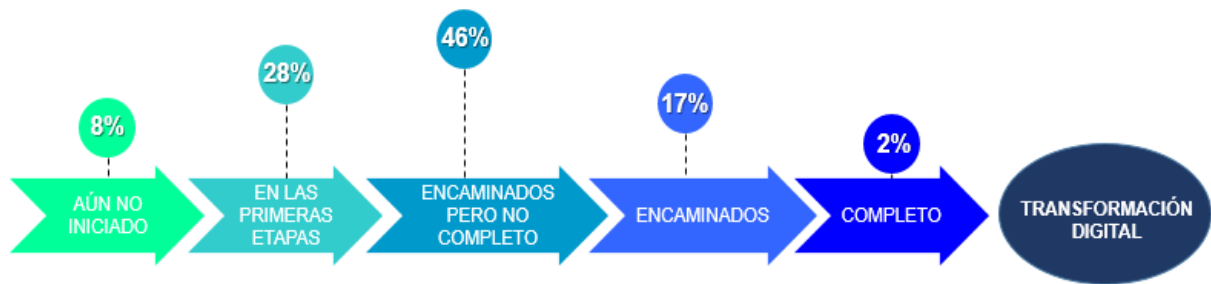 8%
28%
46%
17%
2%
AÚN NO
INICIADO
EN LAS
PRIMERAS
ETAPAS
ENCAMINADOS
PERO NO
COMPLETO
ENCAMINADOS
COMPLETO
TRANSFORMACIÓN
DIGITAL